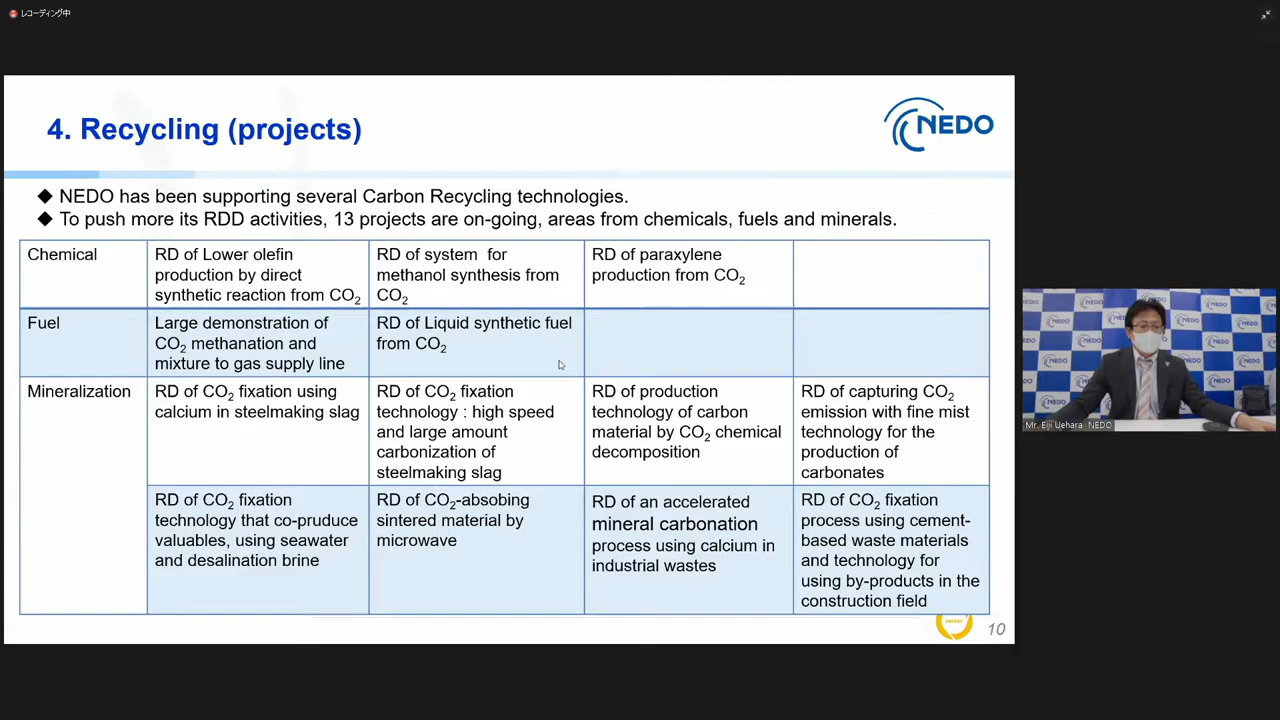 レコーディング中
4. Recycling (projects)
NEDO
◆ NEDO has been supporting several Carbon Recycling technologies.
◆ To push more its RDD activities, 13 projects are on-going, areas from chemicals, fuels and minerals.
Chemical
RD of Lower olefin
production by direct
synthetic reaction from CO2
RD of system for
methanol synthesis from
CO2
RD of paraxylene
production from CO2
Fuel
Large demonstration of
CO2 methanation and
mixture to gas supply line
RD of Liquid synthetic fuel
from CO2
Mineralization
RD of CO2 fixation using
calcium in steelmaking slag
RD of CO2 fixation
technology : high speed
and large amount
carbonization of
steelmaking slag
RD of production
technology of carbon
material by CO2 chemical
decomposition
RD of capturing CO2
emission with fine mist
technology for the
production of
carbonates
RD of CO2 fixation
technology that co-pruduce
valuables, using seawater
and desalination brine
RD of CO2-absobing
sintered material by
microwave
RD of an accelerated
mineral carbonation
process using calcium in
industrial wastes
RD of CO2 fixation
process using cement-
based waste materials
and technology for
using by-products in the
construction field
10
Mr. Eiji Uehara NEDO